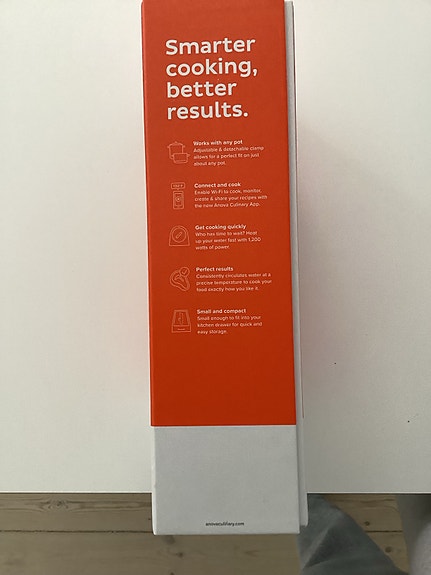 Smarter
cooking,
better
results.
Works with any pot
Adjustable & detachable clamp
allows for a perfect fit on just
about any pot.
Connect and cook
Enable Wi-Fi to cook, monitor,
create & share your recipes with
the new Anova Culinary App.
Get cooking quickly
Who has time to wait? Heat
up your water fast with 1,200
watts of power.
Perfect results
Consistently circulates water at a
precise temperature to cook your
food exactly how you like it.
Small and compact
Small enough to fit into your
kitchen drawer for quick and
easy storage.
anovaculinary.com